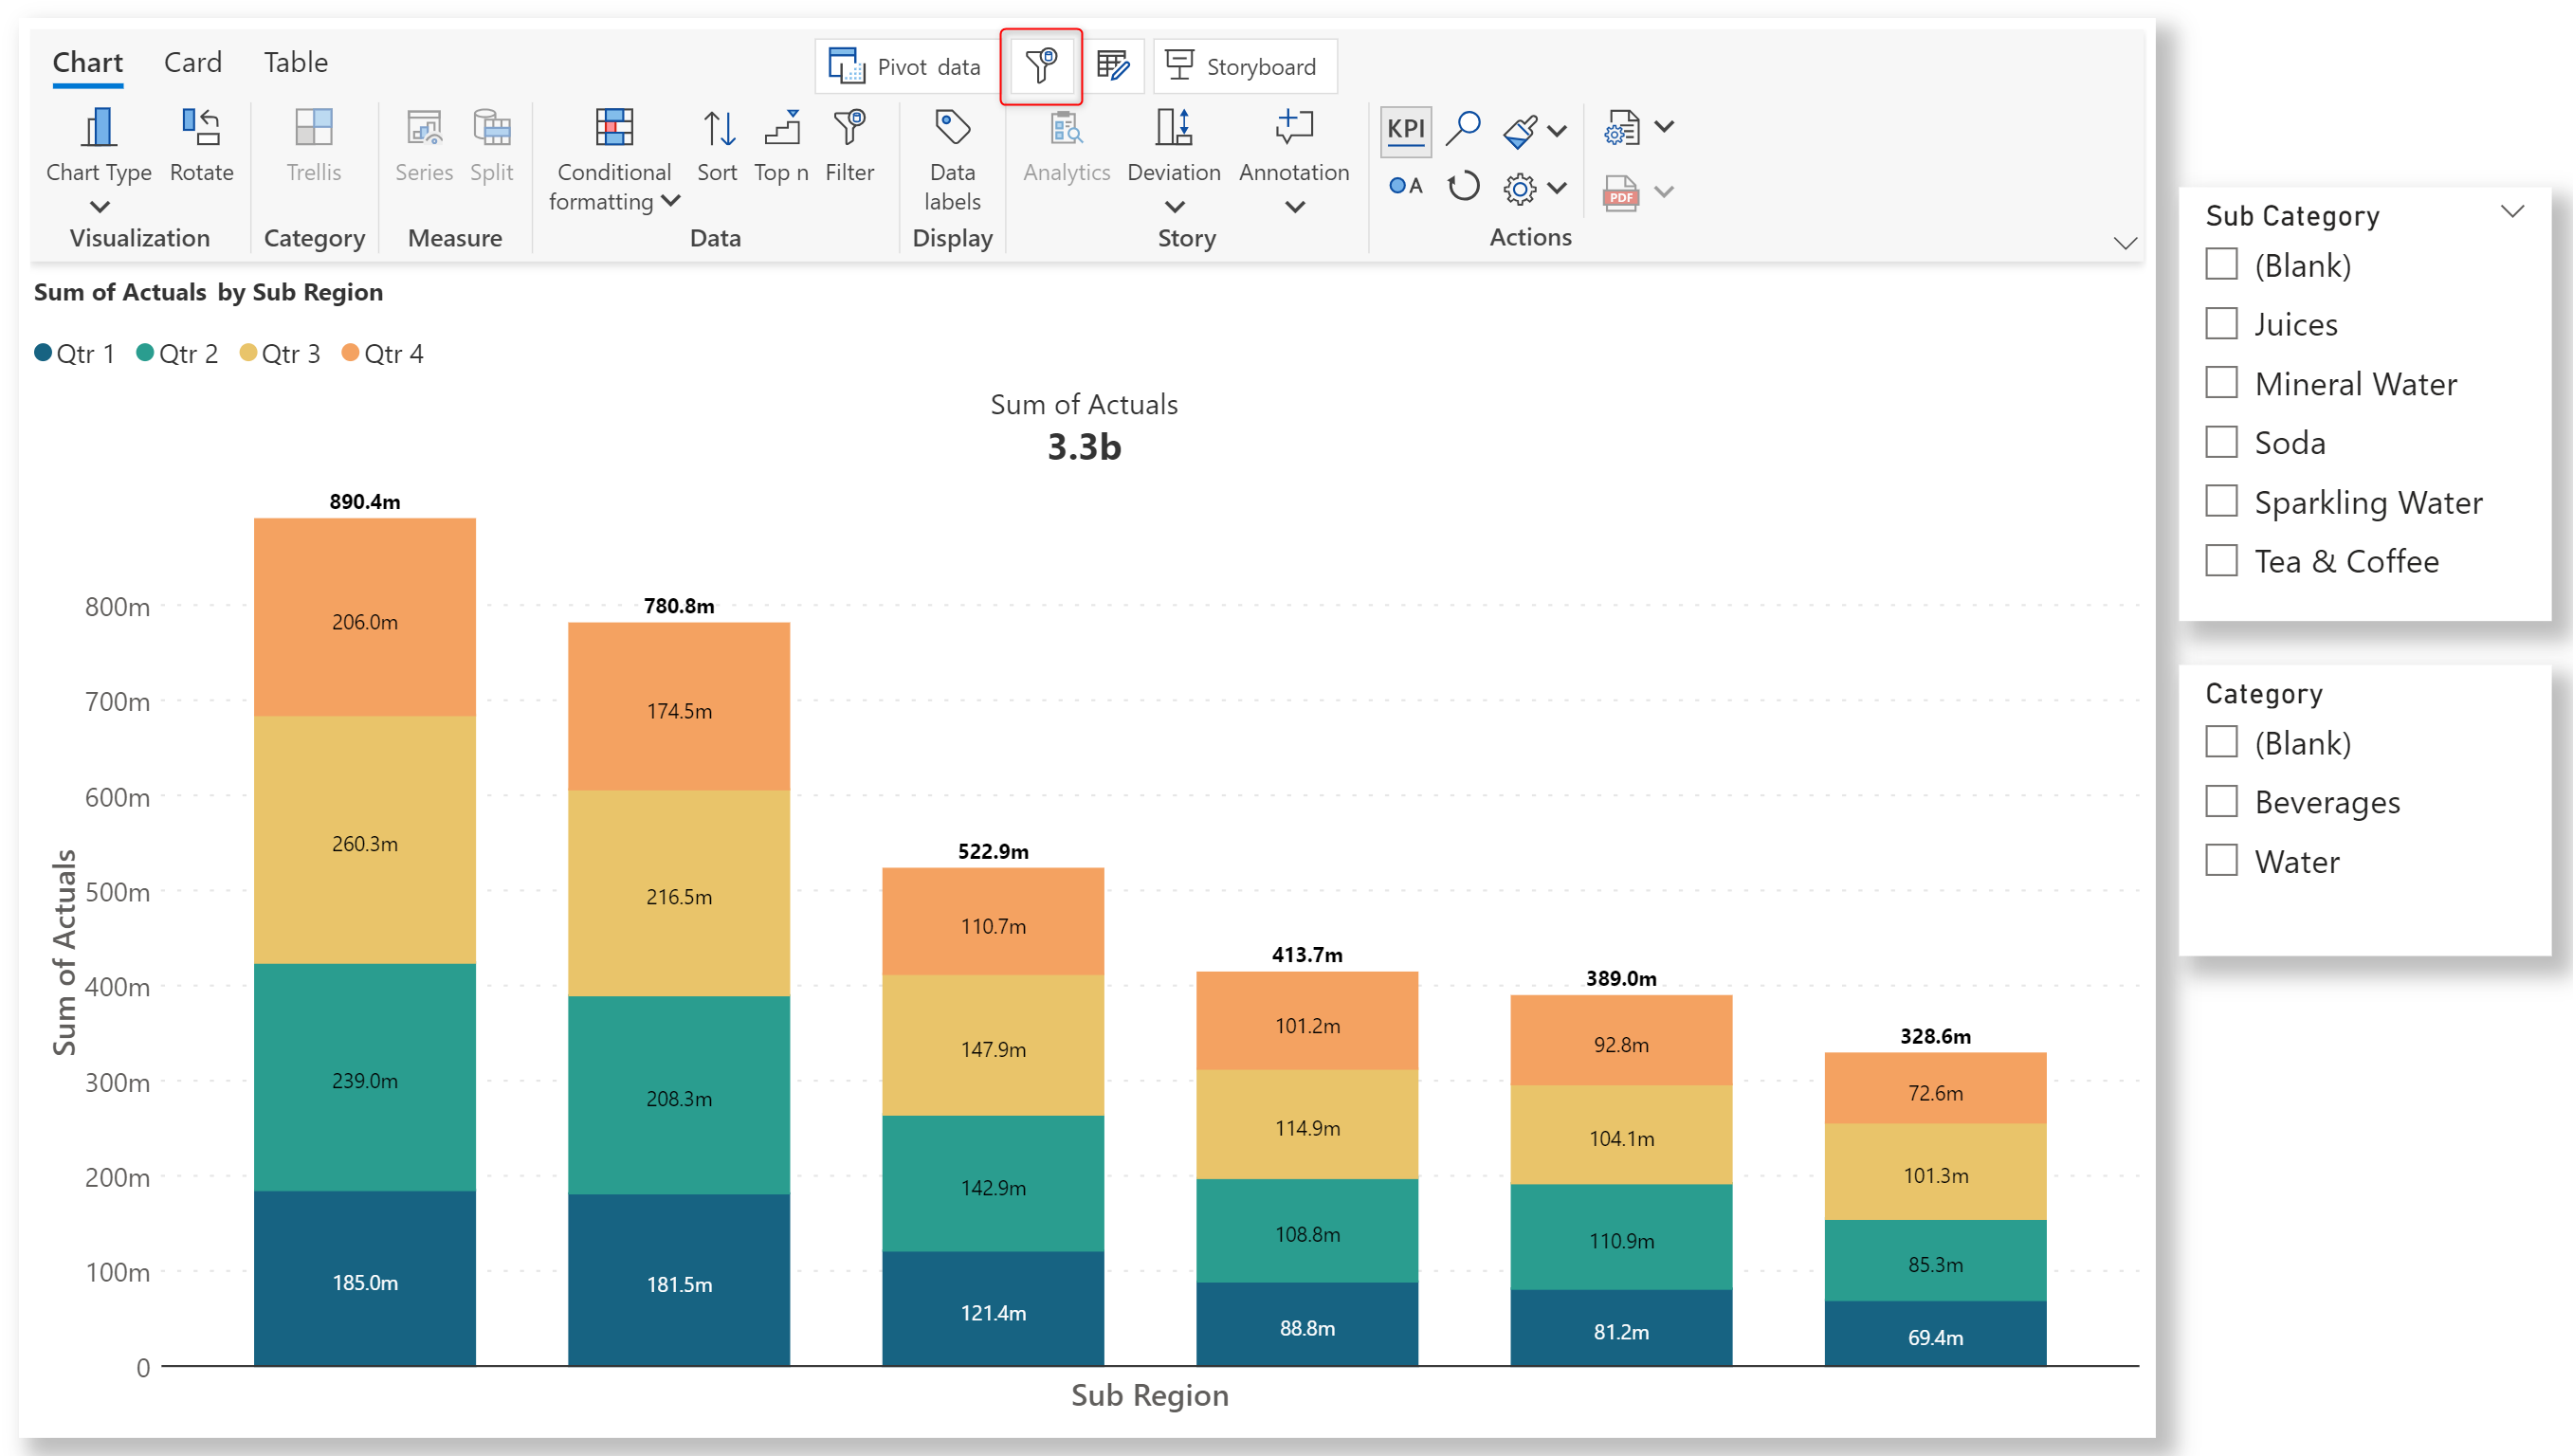 Chart Card Table
Pivot data Storyboard
KPI
Chart Type Rotate Trellis Series Split Conditional formatting Sort Top n Filter Data labels Analytics Deviation Annotation
A
PDF
Visualization Category Measure Data Display Story Actions
Sum of Actuals by Sub Region
Qtr 1 Qtr 2 Qtr 3 Qtr 4
Sum of Actuals
3.3b
Sum of Actuals
800m
700m
600m
500m
400m
300m
200m
100m
0
890.4m
206.0m
260.3m
239.0m
185.0m
780.8m
174.5m
216.5m
208.3m
181.5m
522.9m
110.7m
147.9m
142.9m
121.4m
413.7m
101.2m
114.9m
108.8m
88.8m
389.0m
92.8m
104.1m
110.9m
81.2m
328.6m
72.6m
101.3m
85.3m
69.4m
Sub Region
Sub Category
(Blank)
Juices
Mineral Water
Soda
Sparkling Water
Tea & Coffee
Category
(Blank)
Beverages
Water